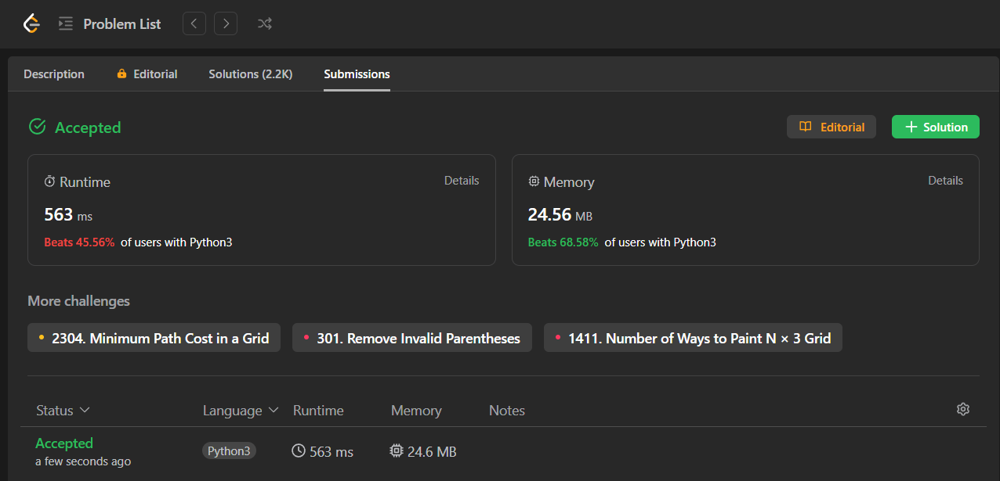 Problem List
Description Editorial Solutions (2.2K) Submissions
Accepted Editorial Solution
Runtime Details Memory Details
563 ms 24.56 MB
Beats 45.56% of users with Python3 Beats 68.58% of users with Python3
More challenges
2304. Minimum Path Cost in a Grid 301. Remove Invalid Parentheses 1411. Number of Ways to Paint N × 3 Grid
Status Language Runtime Memory Notes
Accepted Python3 563 ms 24.6 MB
a few seconds ago